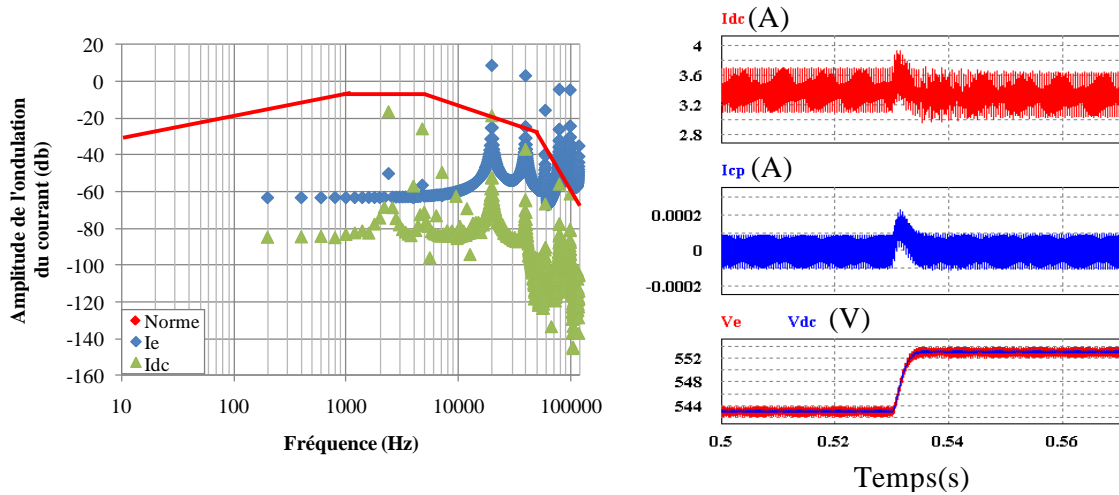 Amplitude de l'ondulation
du courant (db)
20
0
-20
-40
-60
-80
-100
-120
-140
-160
Norme
Ie
Idc
10
100
1000
10000
100000
Fréquence (Hz)
Idc (A)
4
3.6
3.2
2.8
Icp (A)
0.0002
0
-0.0002
Ve Vdc (V)
552
548
544
0.5
0.52
0.54
0.56
Temps(s)